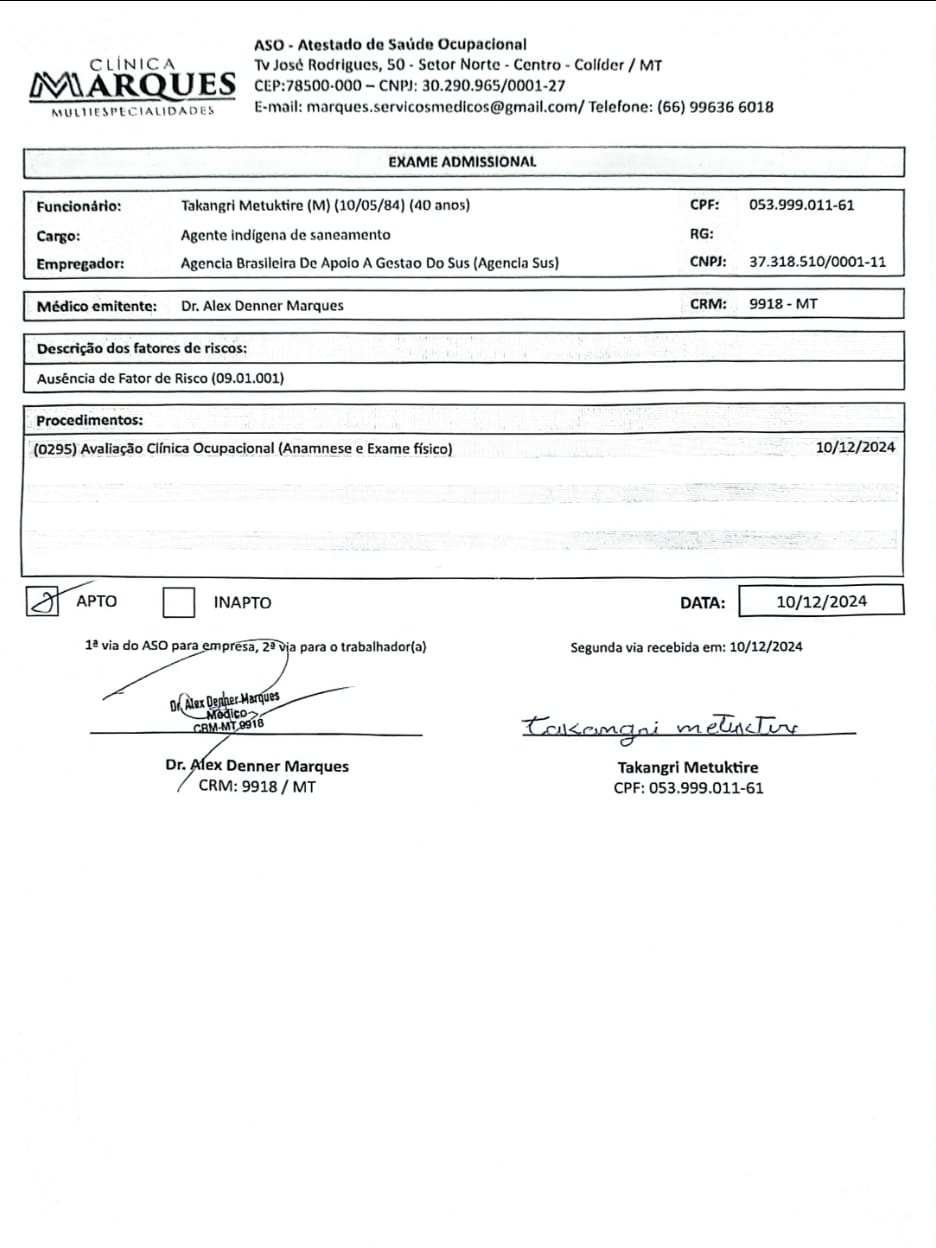 CLÍNICA
MARQUES
MULTIESPECIALIDADES
ASO - Atestado de Saúde Ocupacional
Tv José Rodrigues, 50 - Setor Norte - Centro - Colíder / MT
CEP:78500-000 – CNPJ: 30.290.965/0001-27
E-mail: marques.servicosmedicos@gmail.com/ Telefone: (66) 99636 6018
EXAME ADMISSIONAL
Funcionário: Takangri Metuktire (M) (10/05/84) (40 anos) CPF: 053.999.011-61
Cargo: Agente indígena de saneamento RG:
Empregador: Agencia Brasileira De Apoio A Gestao Do Sus (Agencia Sus) CNPJ: 37.318.510/0001-11
Médico emitente: Dr. Alex Denner Marques CRM: 9918 - MT
Descrição dos fatores de riscos:
Ausência de Fator de Risco (09.01.001)
Procedimentos:
(0295) Avaliação Clínica Ocupacional (Anamnese e Exame físico) 10/12/2024
APTO INAPTO DATA: 10/12/2024
1ª via do ASO para empresa, 2ª via para o trabalhador(a) Segunda via recebida em: 10/12/2024
Dr. Alex Denner Marques
Médico
CRM-MT 9918
Takangri metuctire
Dr. Alex Denner Marques
CRM: 9918 / MT
Takangri Metuktire
CPF: 053.999.011-61